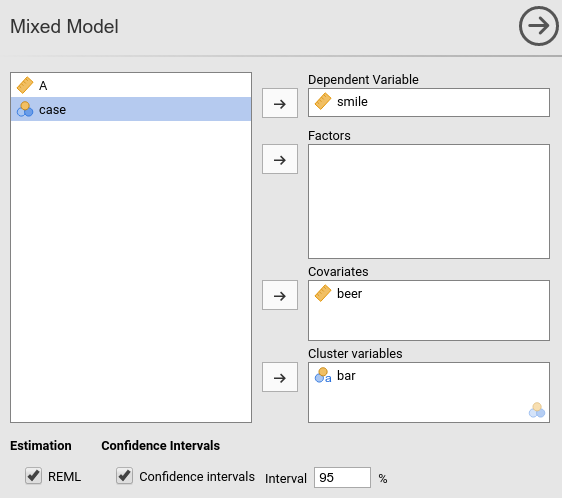 Mixed Model
A
case
Dependent Variable
smile
Factors
Covariates
beer
Cluster variables
a bar
Estimation Confidence Intervals
REML Confidence intervals Interval 95 %